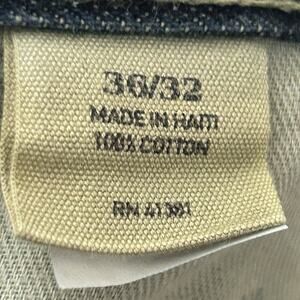 36/32
MADE IN HAITI
100% COTTON
RN 41381